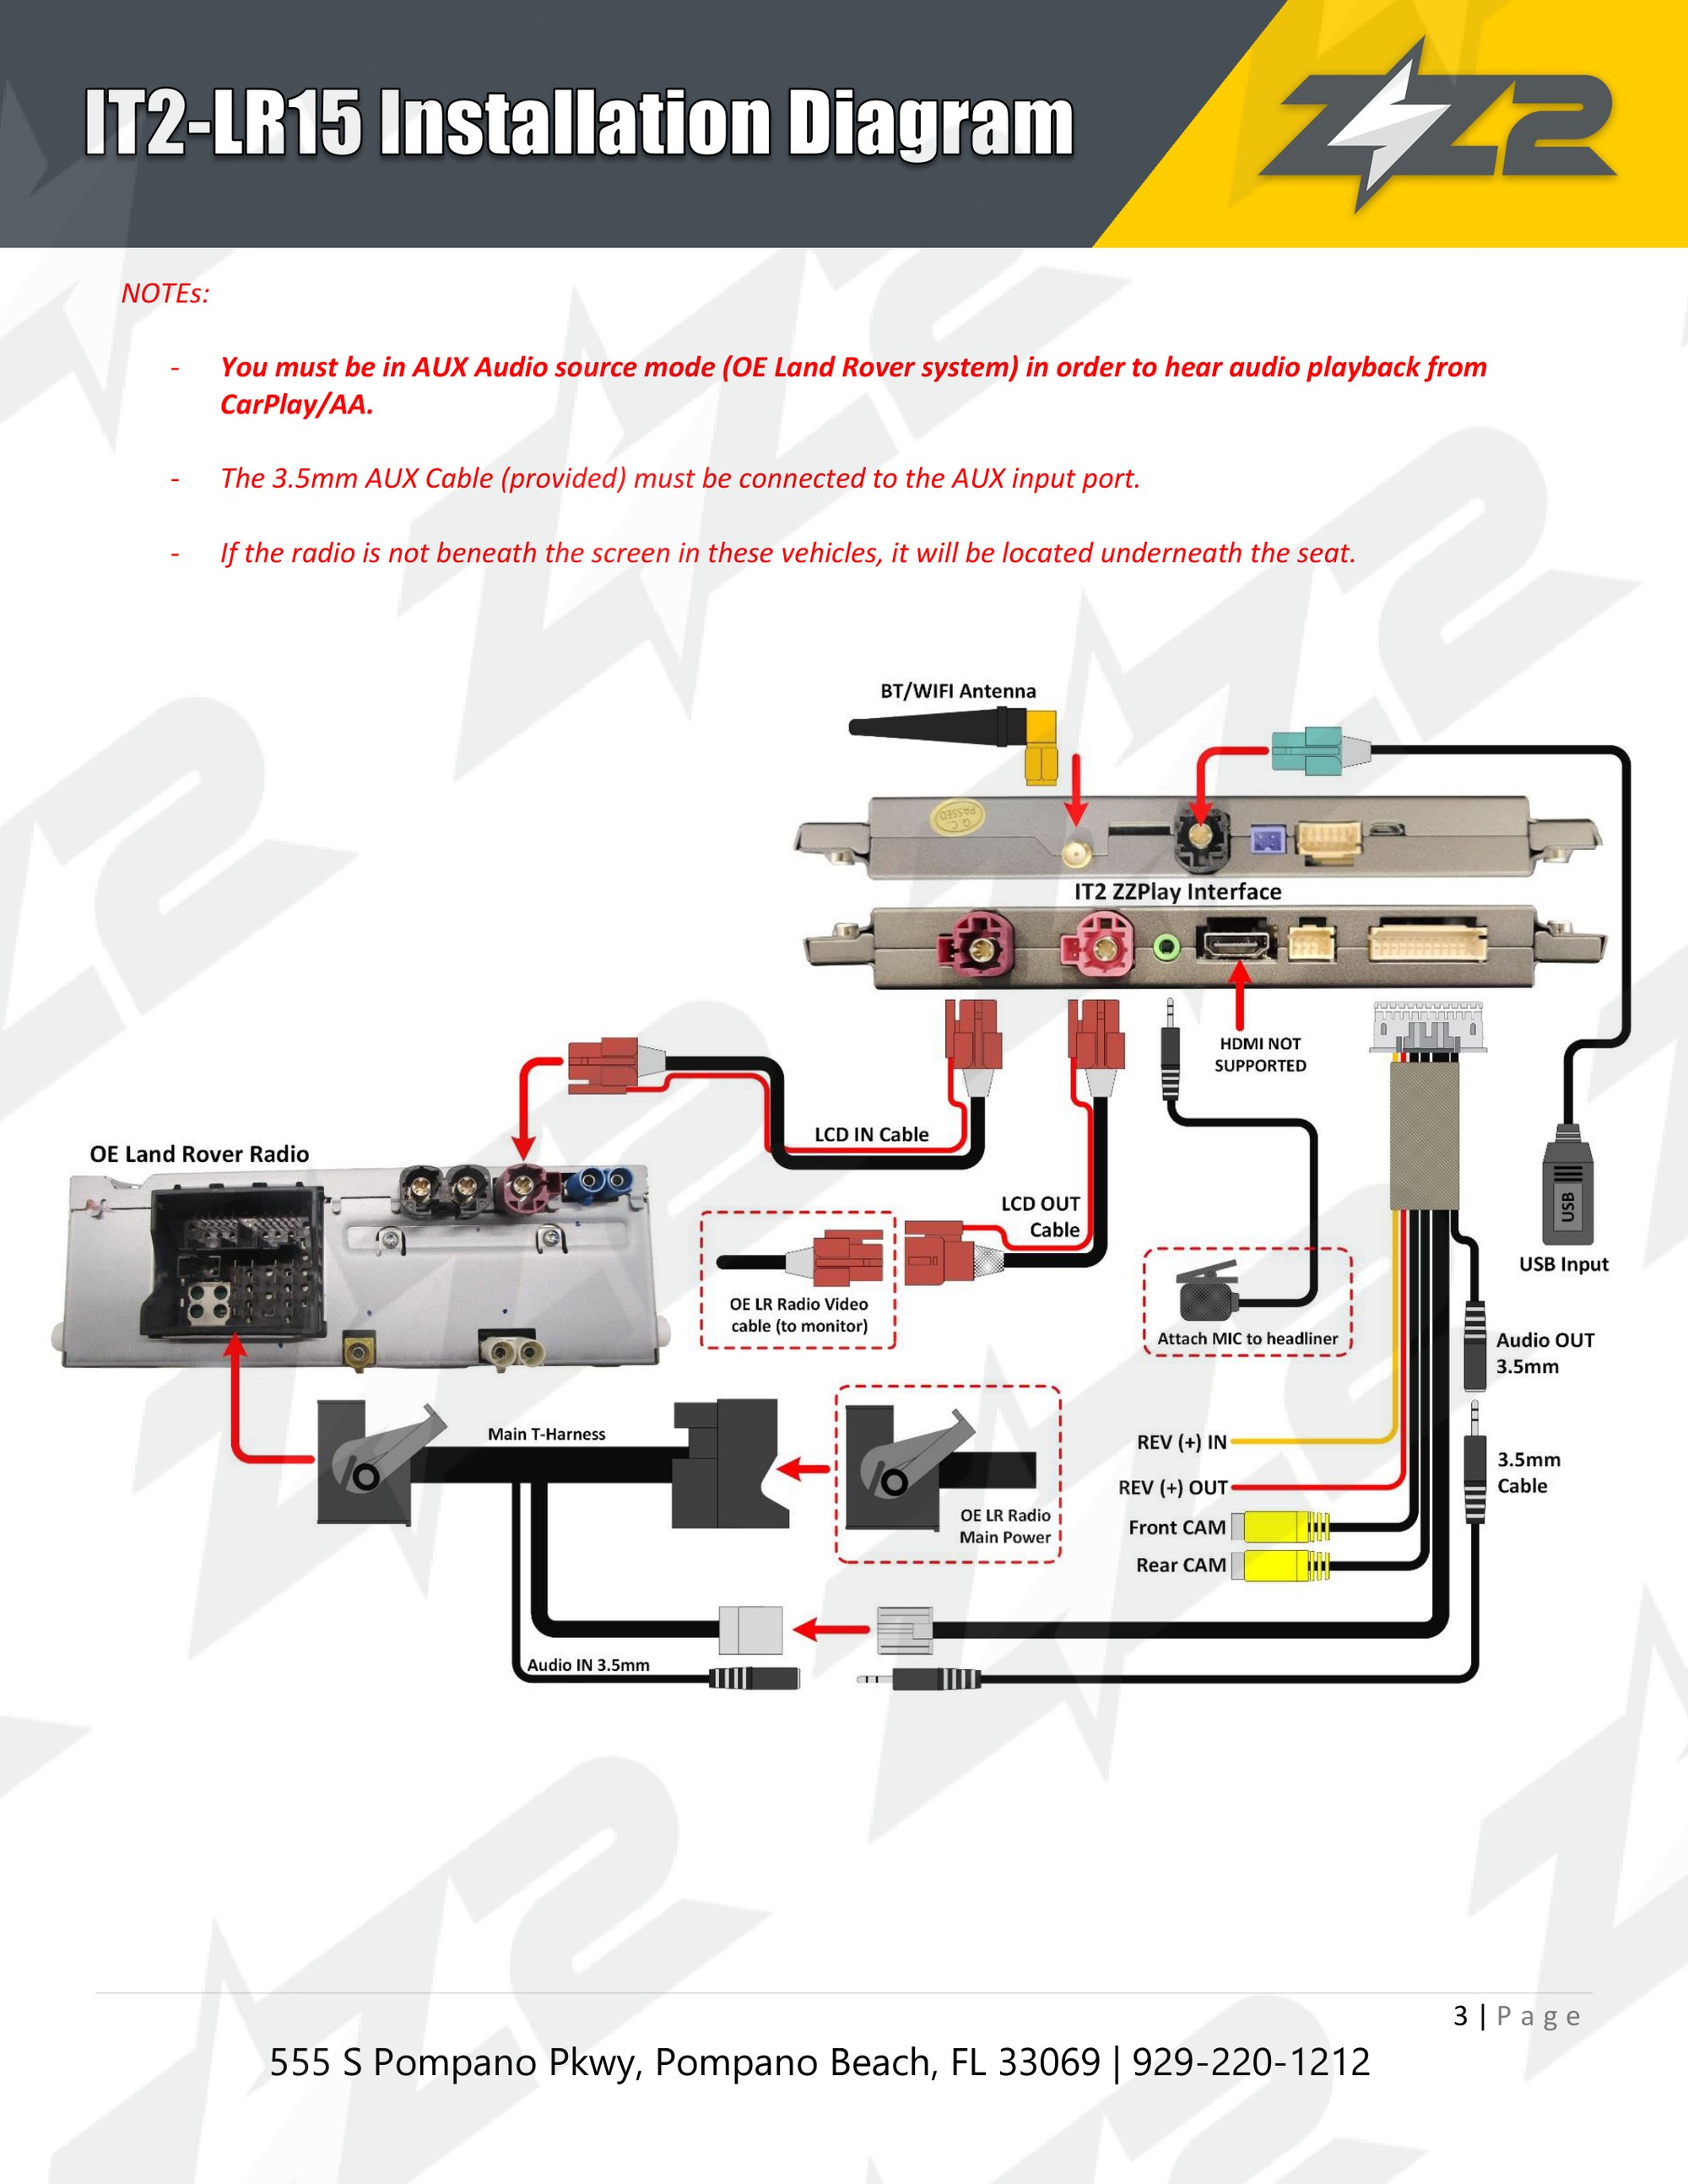 IT2-LR15 Installation Diagram
ZZ2
NOTEs:
- You must be in AUX Audio source mode (OE Land Rover system) in order to hear audio playback from
CarPlay/AA.
- The 3.5mm AUX Cable (provided) must be connected to the AUX input port.
- If the radio is not beneath the screen in these vehicles, it will be located underneath the seat.
BT/WIFI Antenna
Q.C
PASSED
IT2 ZZPlay Interface
HDMI NOT
SUPPORTED
LCD IN Cable
OE Land Rover Radio
LCD OUT
Cable
USB
USB Input
OE LR Radio Video
cable (to monitor)
Attach MIC to headliner
Audio OUT
3.5mm
Main T-Harness
REV (+) IN
3.5mm
Cable
REV (+) OUT
OE LR Radio
Main Power
Front CAM
Rear CAM
Audio IN 3.5mm
3 | Page
555 S Pompano Pkwy, Pompano Beach, FL 33069 | 929-220-1212